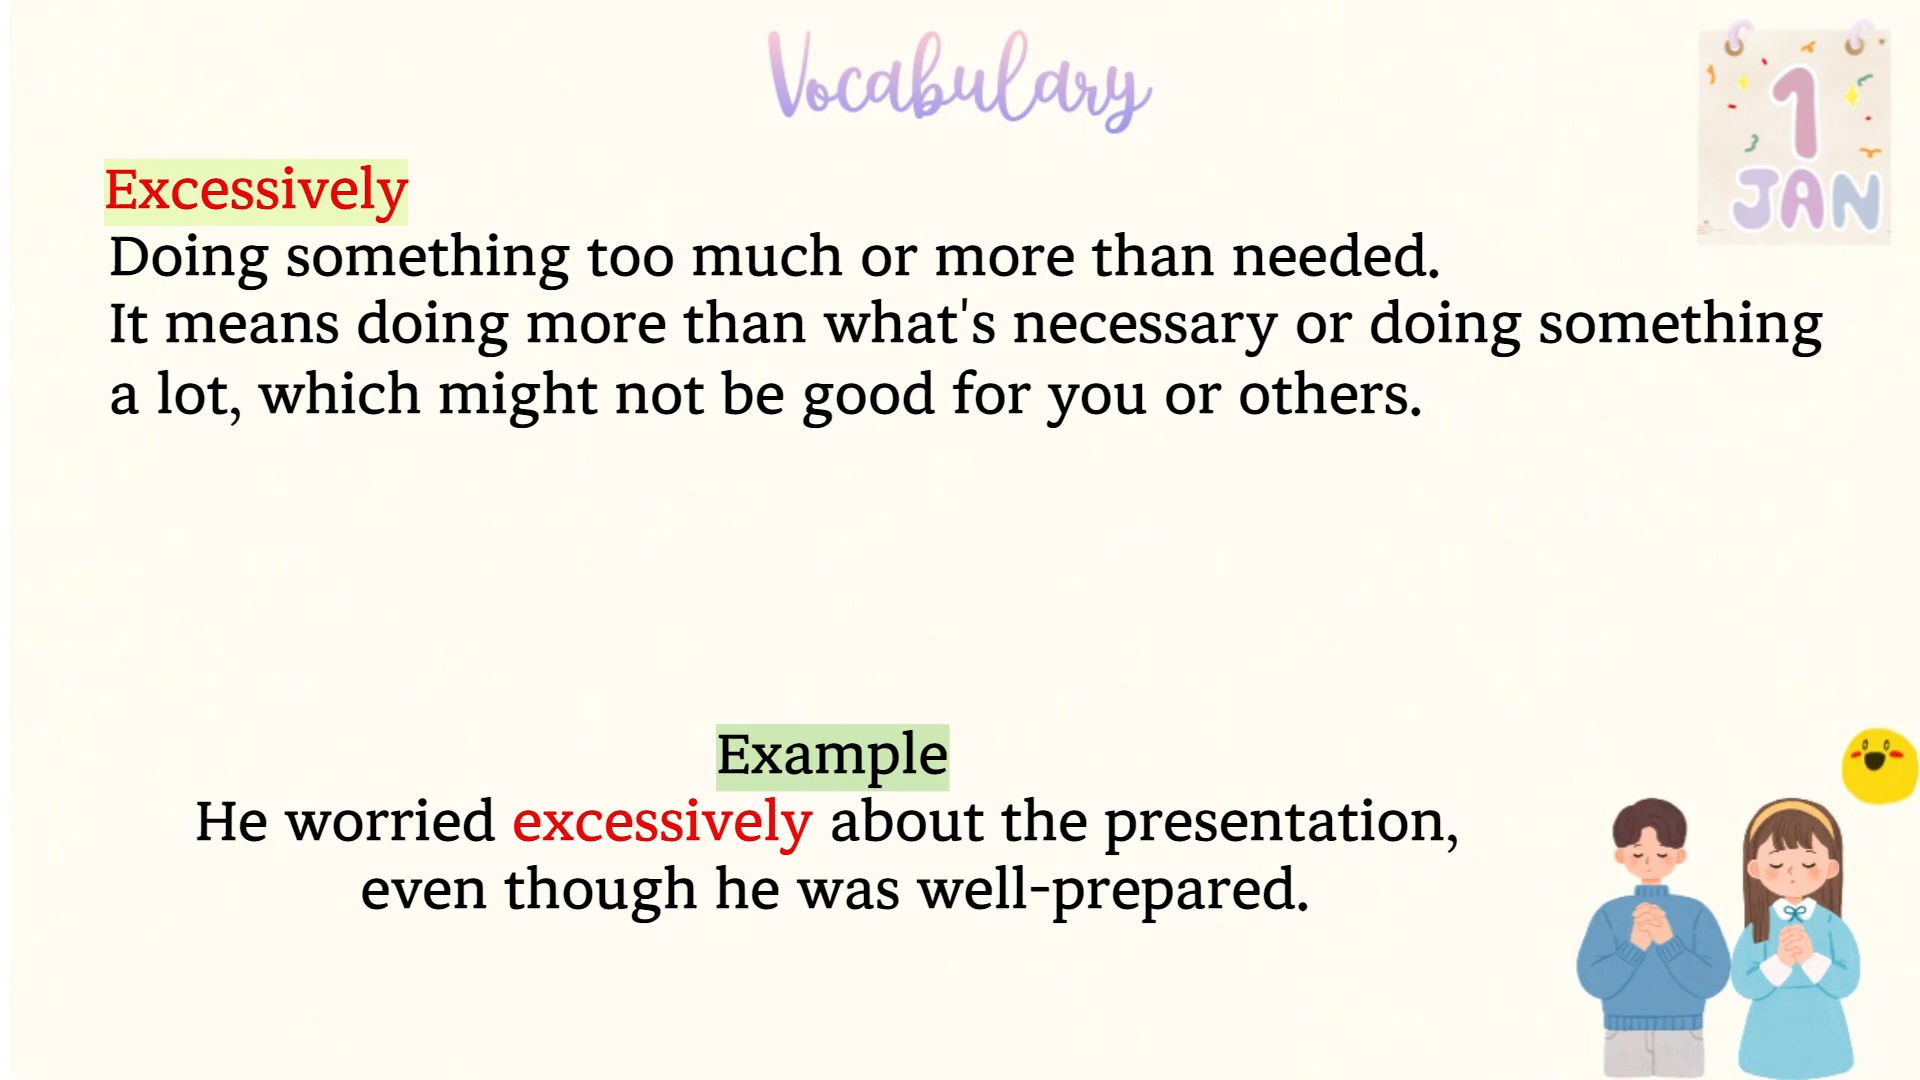 Vocabulary
1
JAN
Excessively
Doing something too much or more than needed.
It means doing more than what's necessary or doing something
a lot, which might not be good for you or others.
Example
He worried excessively about the presentation,
even though he was well-prepared.